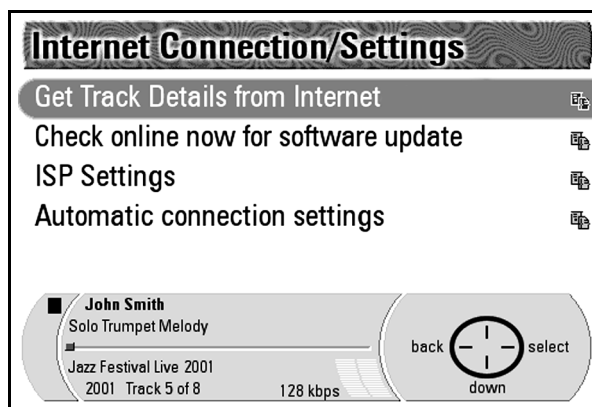 Internet Connection/Settings
Get Track Details from Internet
Check online now for software update
ISP Settings
Automatic connection settings
John Smith
Solo Trumpet Melody
Jazz Festival Live 2001
2001 Track 5 of 8 128 kbps
back select
down